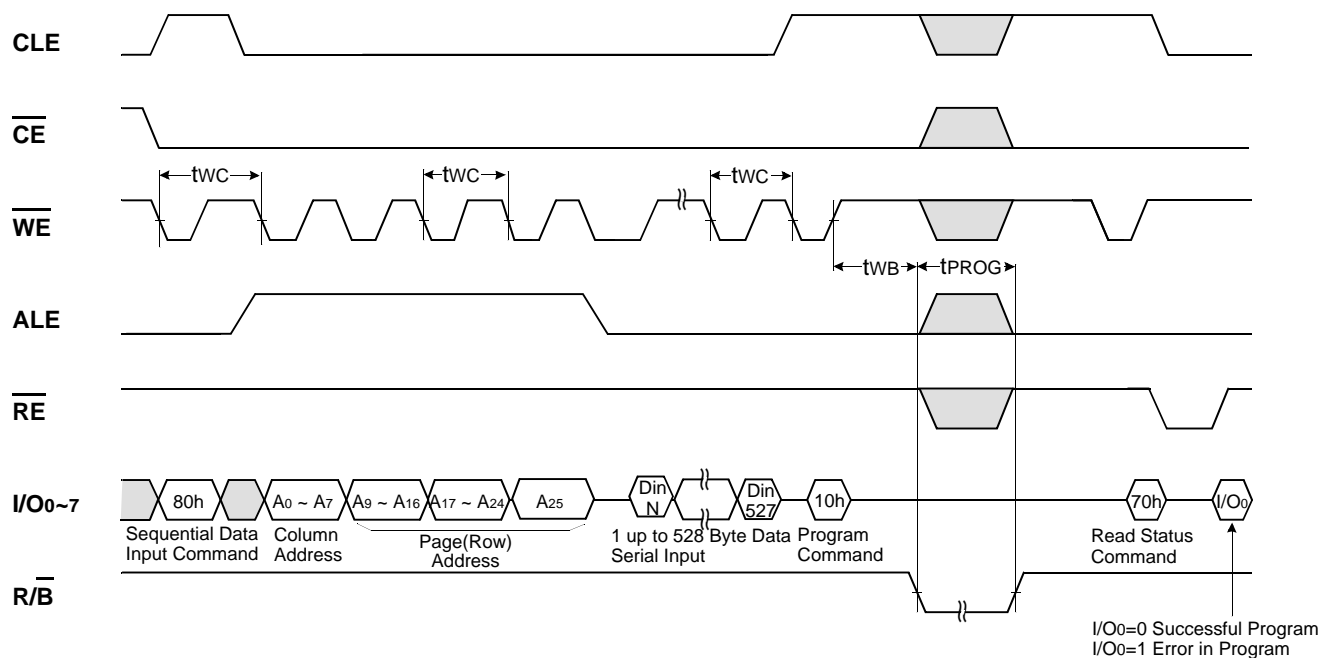 CLE
CE
tWC tWC tWC
WE
tWB tPROG
ALE
RE
I/O0~7
80h A0 ~ A7 A9 ~ A16 A17 ~ A24 A25 Din N Din 527 10h 70h I/O0
Sequential Data Input Command
Column Address
Page(Row) Address
1 up to 528 Byte Data Serial Input
Program Command
Read Status Command
R/B
I/O0=0 Successful Program
I/O0=1 Error in Program